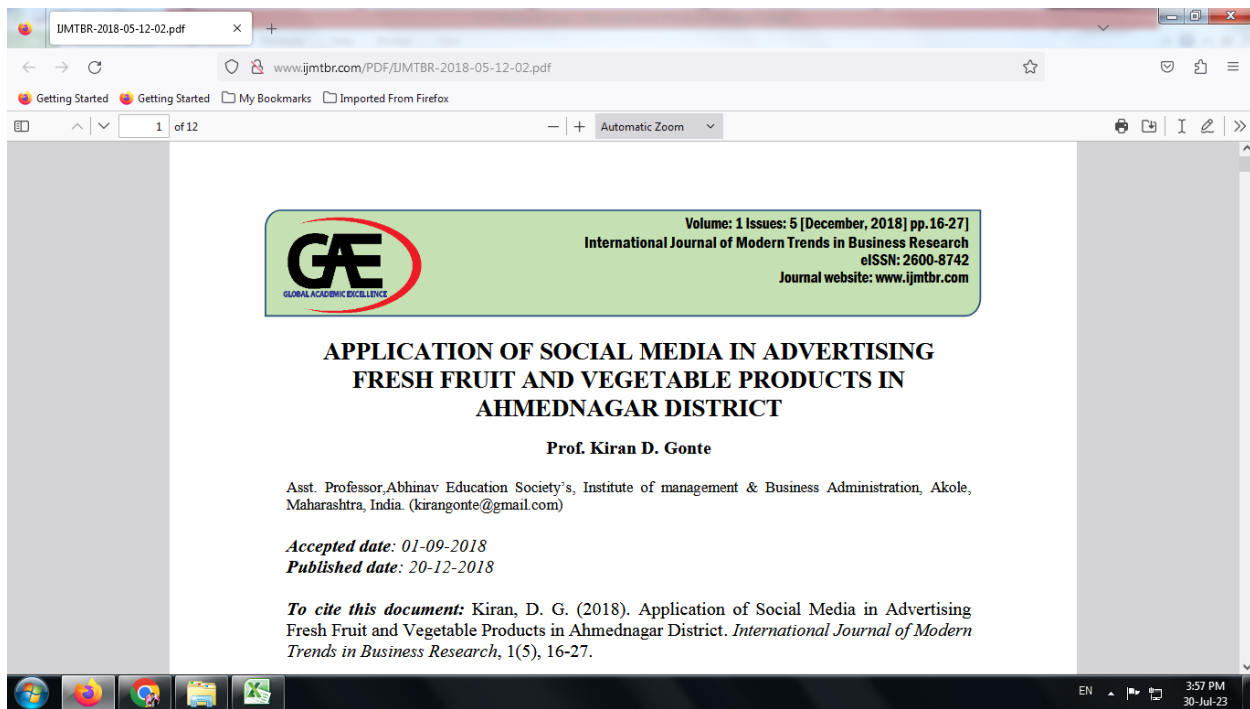 IJMTBR-2018-05-12-02.pdf
www.ijmtbr.com/PDF/IJMTBR-2018-05-12-02.pdf
Getting Started Getting Started My Bookmarks Imported From Firefox
1 of 12 Automatic Zoom
GAE
GLOBAL ACADEMIC EXCELLENCE
Volume: 1 Issues: 5 [December, 2018] pp.16-27]
International Journal of Modern Trends in Business Research
eISSN: 2600-8742
Journal website: www.ijmtbr.com
APPLICATION OF SOCIAL MEDIA IN ADVERTISING
FRESH FRUIT AND VEGETABLE PRODUCTS IN
AHMEDNAGAR DISTRICT
Prof. Kiran D. Gonte
Asst. Professor,Abhinav Education Society's, Institute of management & Business Administration, Akole,
Maharashtra, India. (kirangonte@gmail.com)
Accepted date: 01-09-2018
Published date: 20-12-2018
To cite this document: Kiran, D. G. (2018). Application of Social Media in Advertising
Fresh Fruit and Vegetable Products in Ahmednagar District. International Journal of Modern
Trends in Business Research, 1(5), 16-27.
EN
3:57 PM
30-Jul-23